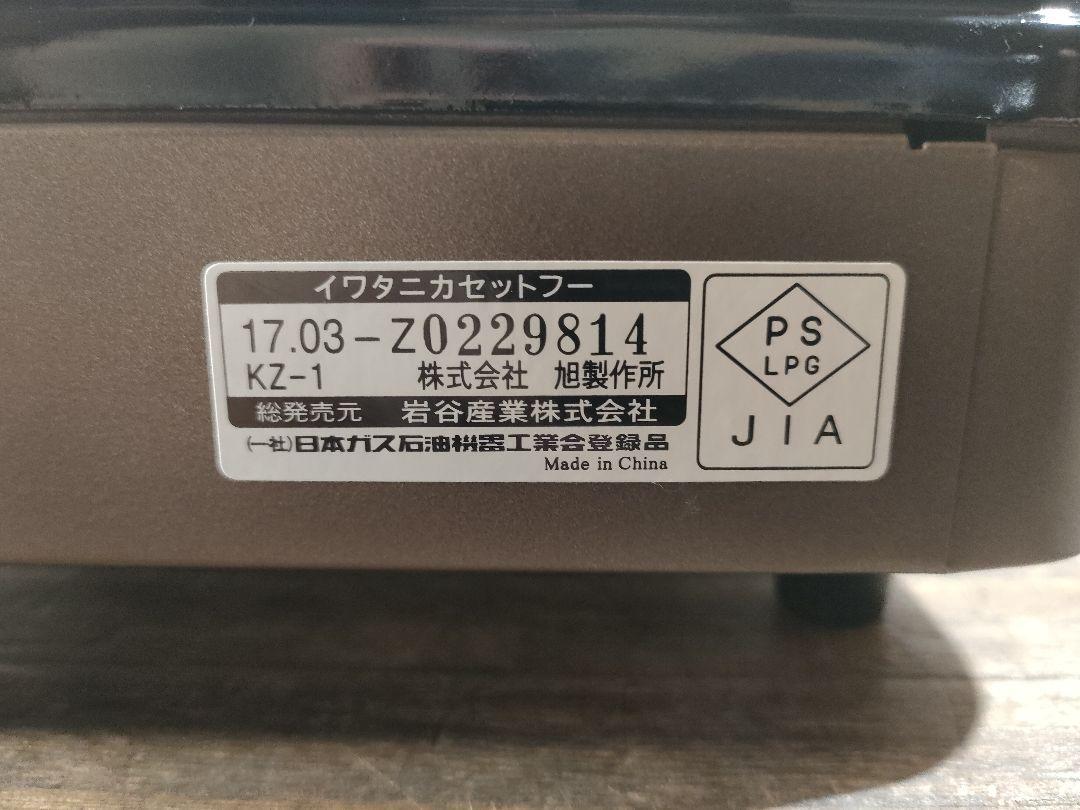 イワタニカセットフー
17.03-Z0229814
KZ-1 株式会社 旭製作所
総発売元 岩谷産業株式会社
(一社)日本ガス石油機器工業会登録品
Made in China
PS
LPG
JIA